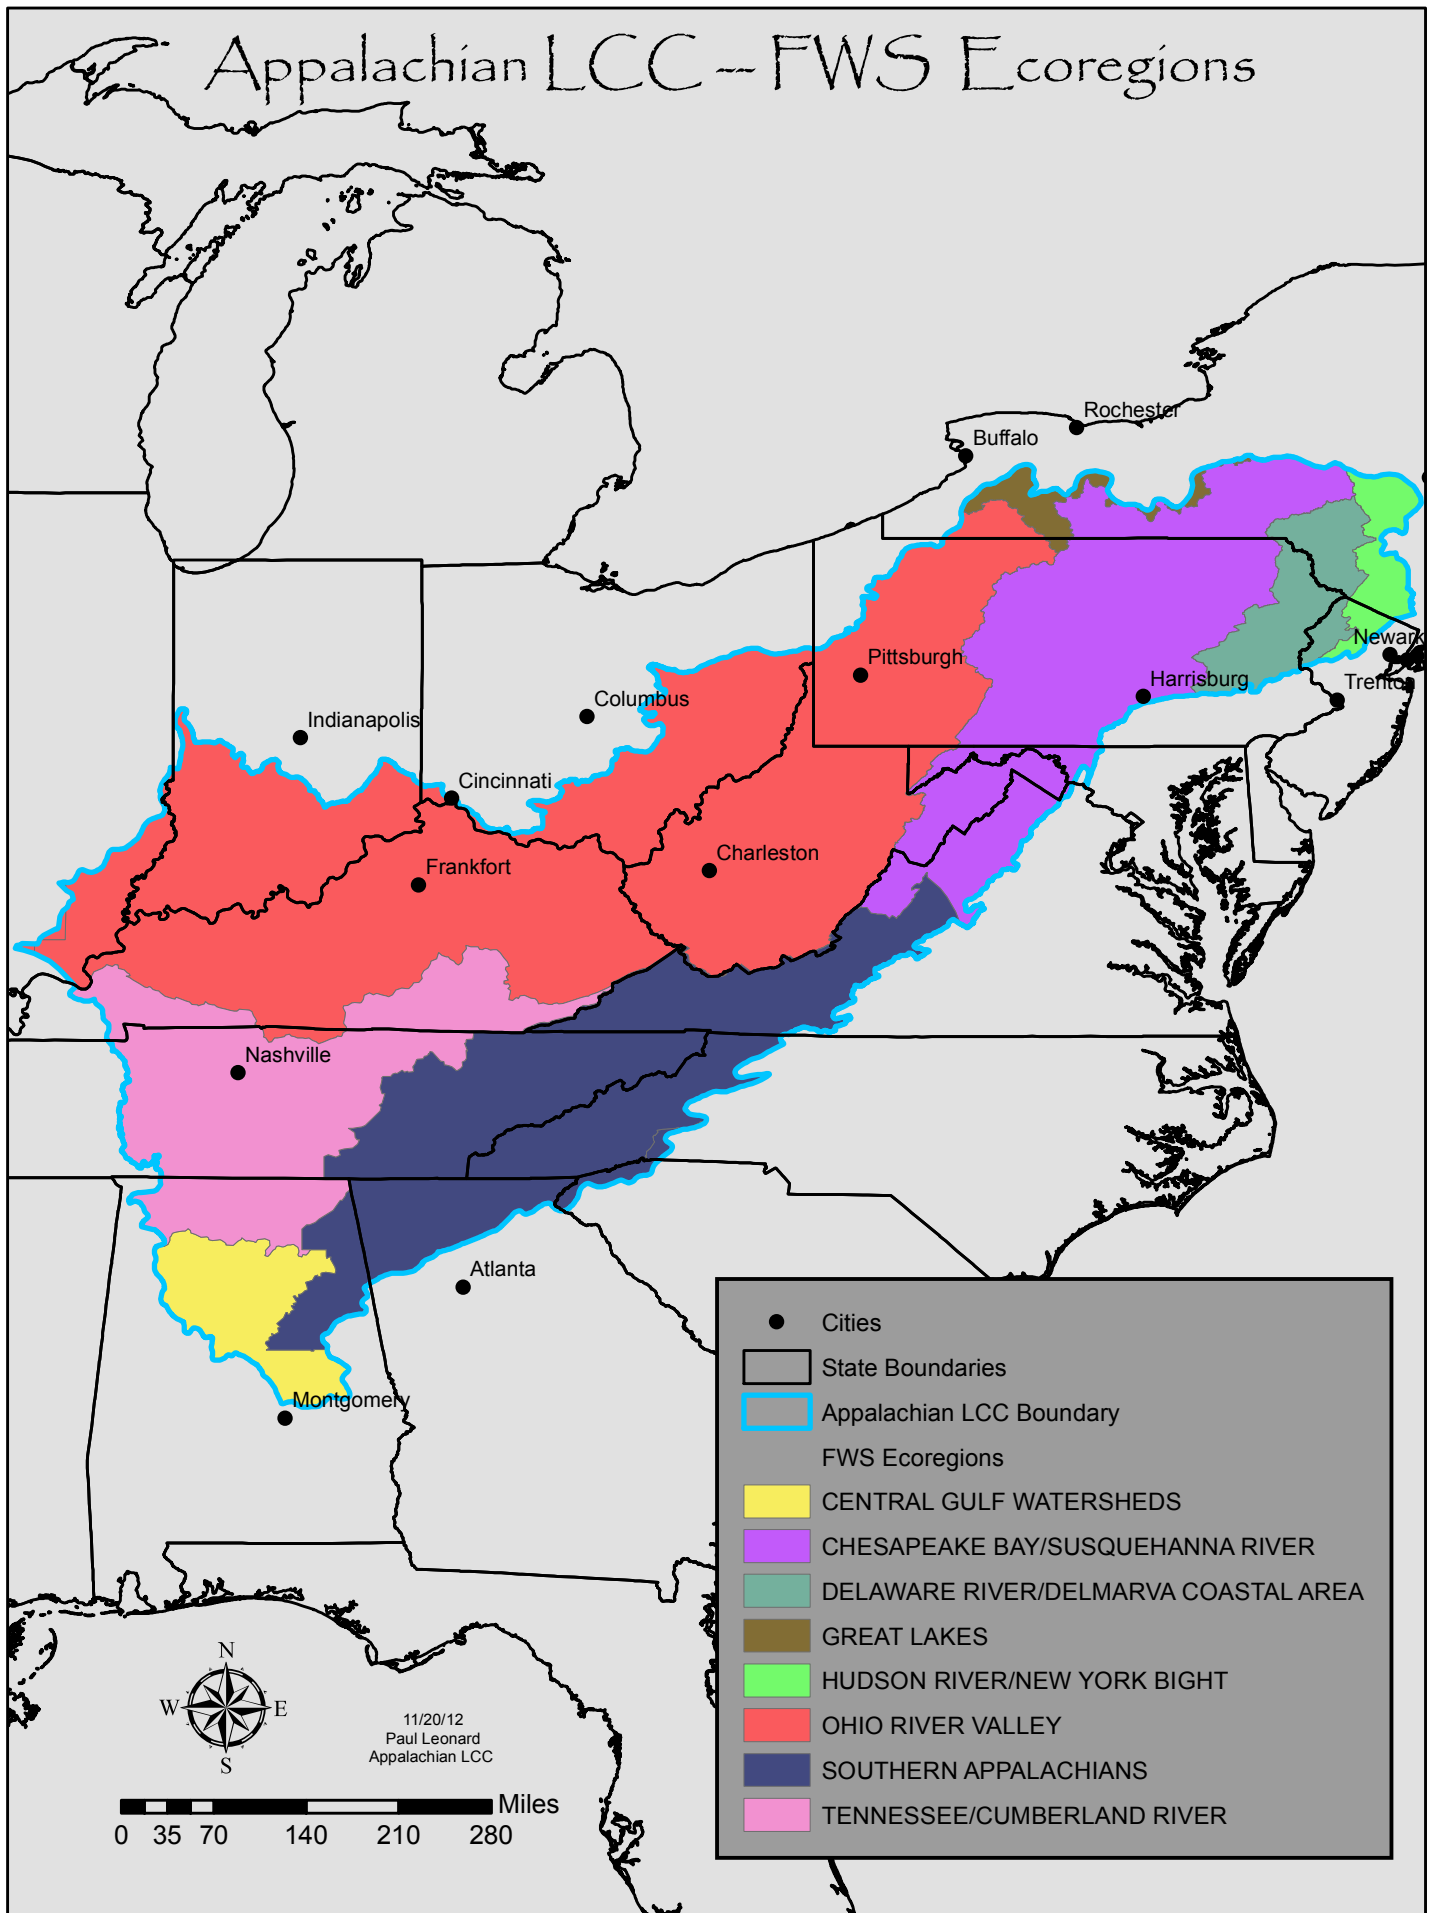 Appalachian LCC -- FWS Ecoregions
Rochester
Buffalo
Newark
Pittsburgh
Harrisburg
Trenton
Columbus
Indianapolis
Cincinnati
Charleston
Frankfort
Nashville
Atlanta
Montgomery
Cities
State Boundaries
Appalachian LCC Boundary
FWS Ecoregions
CENTRAL GULF WATERSHEDS
CHESAPEAKE BAY/SUSQUEHANNA RIVER
DELAWARE RIVER/DELMARVA COASTAL AREA
GREAT LAKES
HUDSON RIVER/NEW YORK BIGHT
OHIO RIVER VALLEY
SOUTHERN APPALACHIANS
TENNESSEE/CUMBERLAND RIVER
N
W E
S
11/20/12
Paul Leonard
Appalachian LCC
Miles
0 35 70 140 210 280